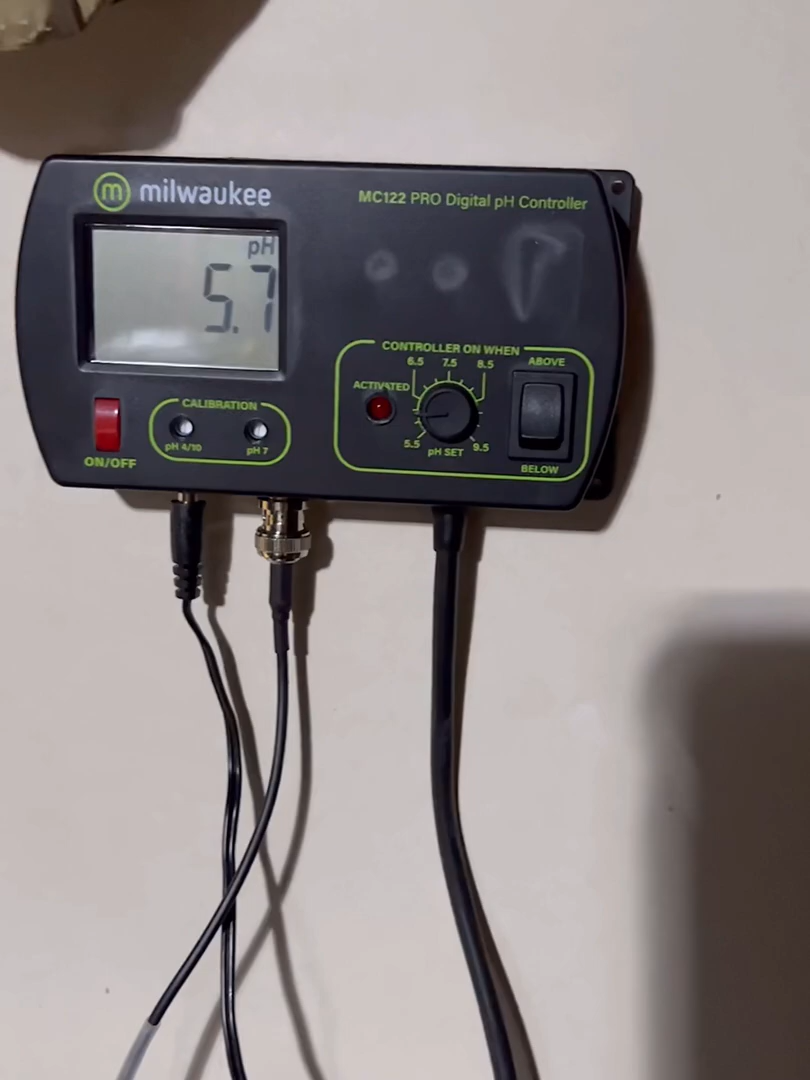 m milwaukee
MC122 PRO Digital pH Controller
pH
5.7
CONTROLLER ON WHEN
6.5 7.5 8.5
ABOVE
ACTIVATED
CALIBRATION
pH 4/10 pH 7
5.5 9.5
pH SET
ON/OFF
BELOW